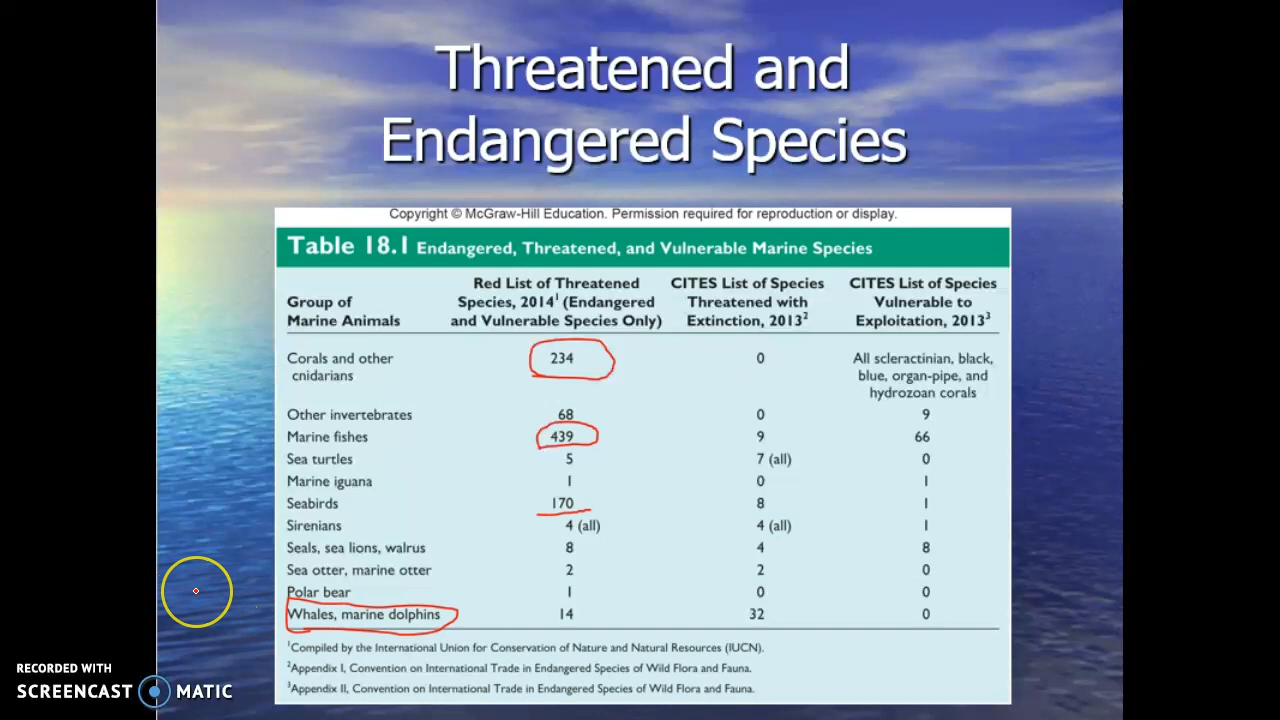 Threatened and
Endangered Species
Copyright © McGraw-Hill Education. Permission required for reproduction or display.
Table 18.1 Endangered, Threatened, and Vulnerable Marine Species
Group of Marine Animals
Red List of Threatened Species, 2014¹ (Endangered and Vulnerable Species Only)
CITES List of Species Threatened with Extinction, 2013²
CITES List of Species Vulnerable to Exploitation, 2013³
Corals and other cnidarians 234 0 All scleractinian, black, blue, organ-pipe, and hydrozoan corals
Other invertebrates 68 0 9
Marine fishes 439 9 66
Sea turtles 5 7 (all) 0
Marine iguana 1 0 1
Seabirds 170 8 1
Sirenians 4 (all) 4 (all) 1
Seals, sea lions, walrus 8 4 8
Sea otter, marine otter 2 2 0
Polar bear 1 0 0
Whales, marine dolphins 14 32 0
¹Compiled by the International Union for Conservation of Nature and Natural Resources (IUCN).
²Appendix I, Convention on International Trade in Endangered Species of Wild Flora and Fauna.
³Appendix II, Convention on International Trade in Endangered Species of Wild Flora and Fauna.
RECORDED WITH
SCREENCAST MATIC